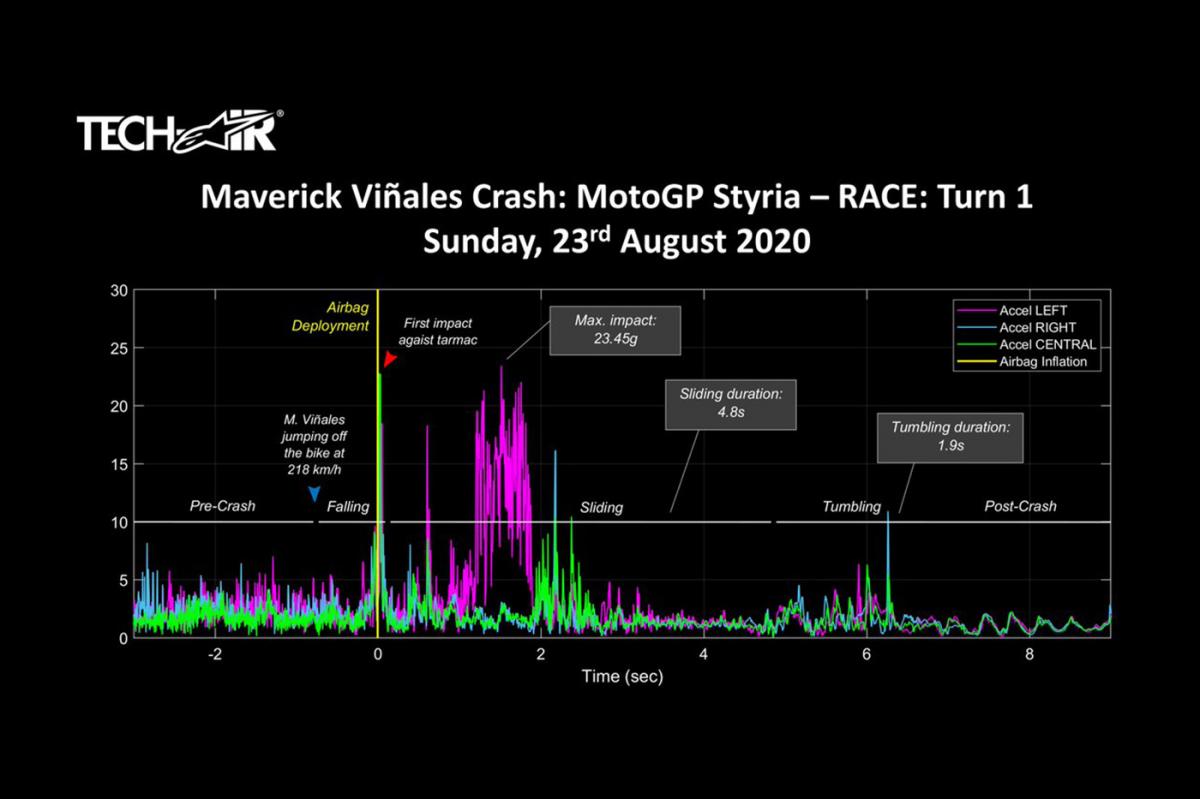 TECH-AIR®
Maverick Viñales Crash: MotoGP Styria – RACE: Turn 1
Sunday, 23rd August 2020
30
25
20
15
10
5
0
Airbag
Deployment
First impact
agaist tarmac
Max. impact:
23.45g
Accel LEFT
Accel RIGHT
Accel CENTRAL
Airbag Inflation
Sliding duration:
4.8s
M. Viñales
jumping off
the bike at
218 km/h
Tumbling duration:
1.9s
Pre-Crash
Falling
Sliding
Tumbling
Post-Crash
-2
0
2
4
6
8
Time (sec)